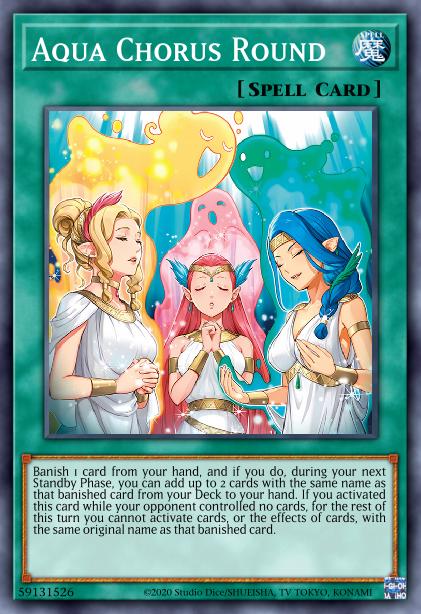 AQUA CHORUS ROUND
SPELL
魔
[SPELL CARD]
Banish 1 card from your hand, and if you do, during your next
Standby Phase, you can add up to 2 cards with the same name as
that banished card from your Deck to your hand. If you activated
this card while your opponent controlled no cards, for the rest of
this turn you cannot activate cards, or the effects of cards, with
the same original name as that banished card.
59131526
©2020 Studio Dice/SHUEISHA, TV TOKYO, KONAMI